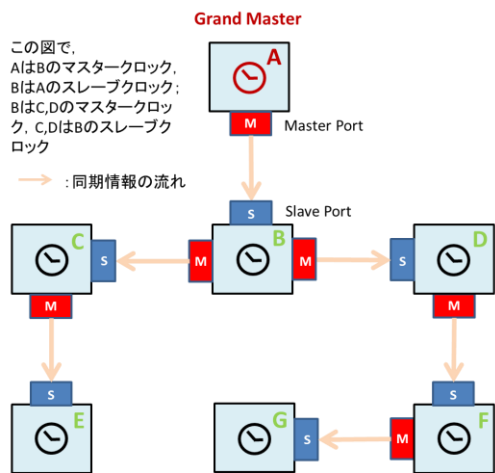 Grand Master
この図で,
AはBのマスタークロック,
BはAのスレーブクロック;
BはC,Dのマスタークロッ
ク, C,DはBのスレーブク
ロック
→ :同期情報の流れ
A
M
Master Port
S
Slave Port
C
S
M
B
M
S
D
M
M
S
E
G
S
M
S
F